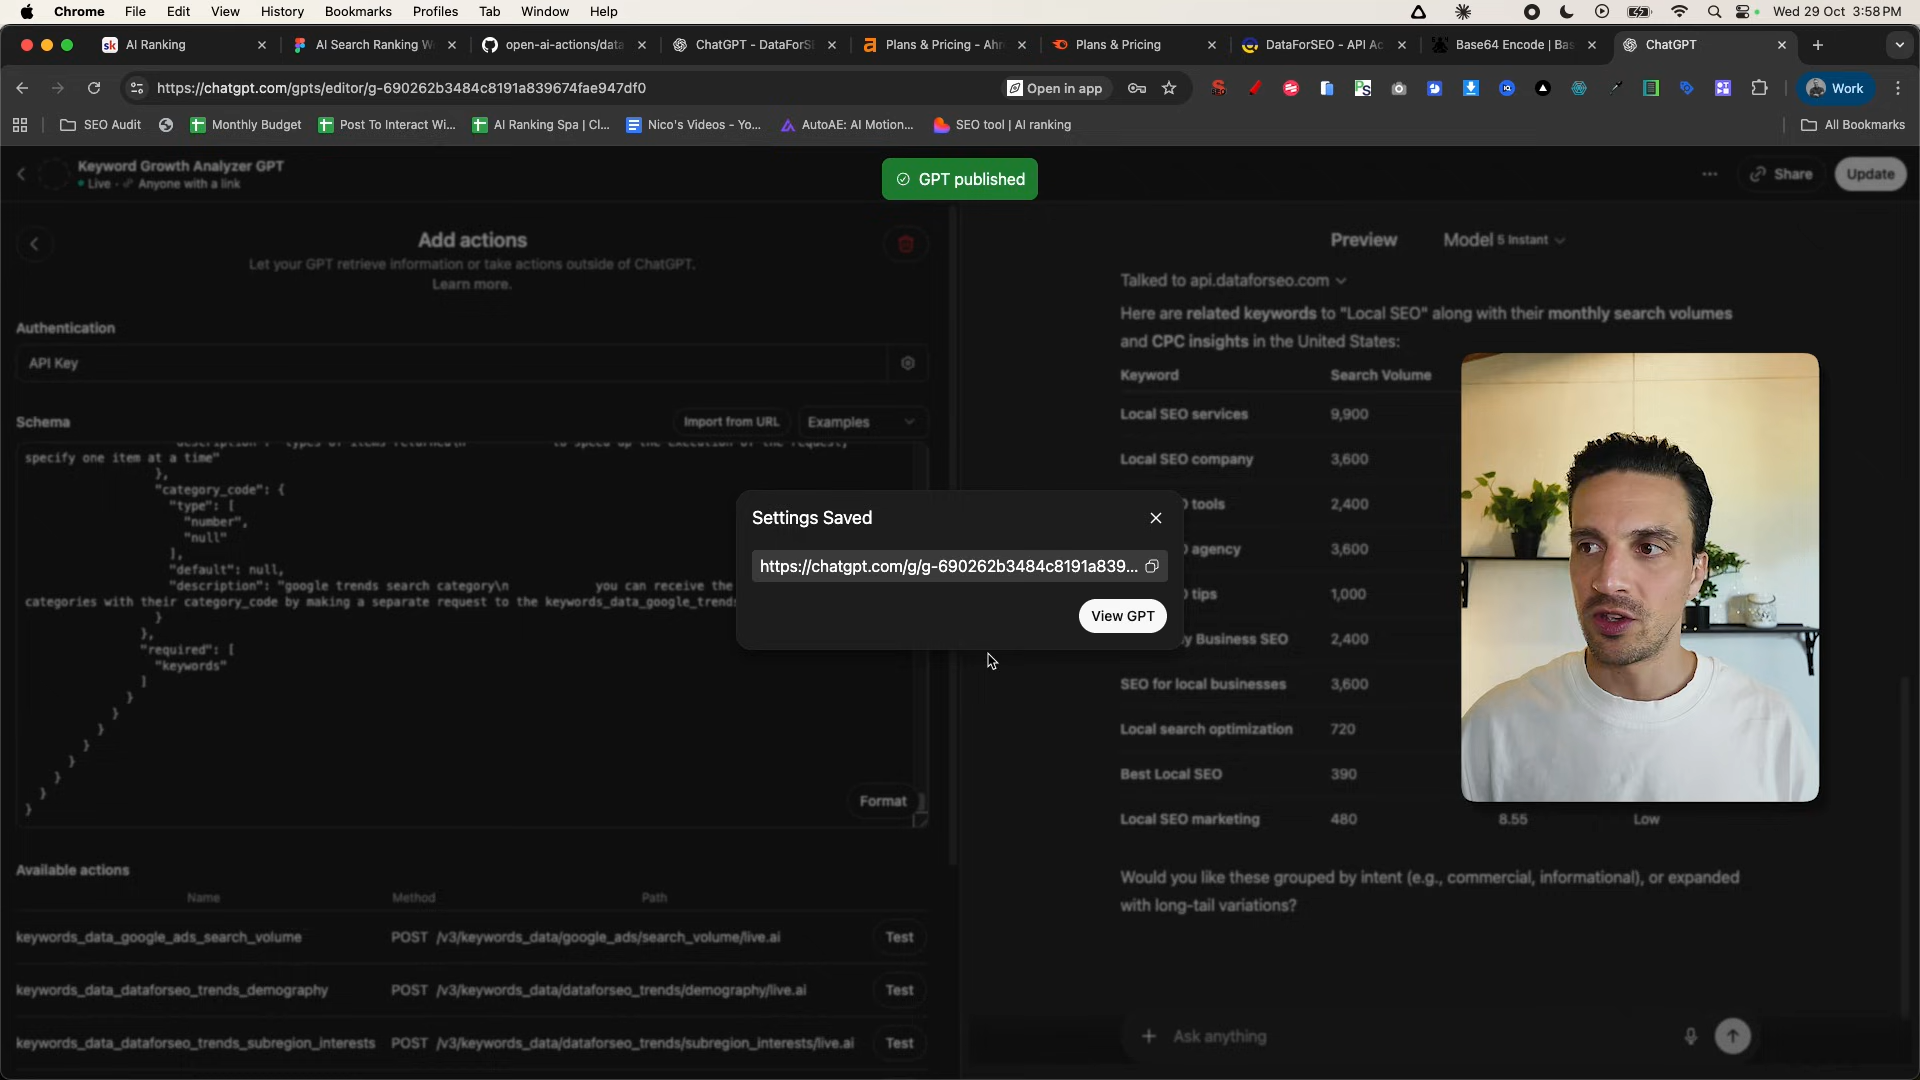 Chrome File Edit View History Bookmarks Profiles Tab Window Help
Wed 29 Oct 3:58 PM
AI Ranking
AI Search Ranking W
open-ai-actions/data
ChatGPT - DataForS
Plans & Pricing - Ahr
Plans & Pricing
DataForSEO - API Ac
Base64 Encode | Bas
ChatGPT
https://chatgpt.com/gpts/editor/g-690262b3484c8191a839674fae947df0
Open in app
Work
SEO Audit
Monthly Budget
Post To Interact Wi...
AI Ranking Spa | Cl...
Nico's Videos - Yo...
AutoAE: AI Motion...
SEO tool | AI ranking
All Bookmarks
Keyword Growth Analyzer GPT
Live · Anyone with a link
GPT published
Share
Update
Add actions
Let your GPT retrieve information or take actions outside of ChatGPT.
Learn more.
Authentication
API Key
Schema
Import from URL
Examples
specify one item at a time"
},
"category_code": {
"type": [
"number",
"null"
],
"default": null,
"description": "google trends search category\n you can receive the
categories with their category_code by making a separate request to the keywords_data_google_trends
}
},
"required": [
"keywords"
]
}
}
}
}
}
}
}
}
Format
Available actions
Name Method Path
keywords_data_google_ads_search_volume POST /v3/keywords_data/google_ads/search_volume/live.ai Test
keywords_data_dataforseo_trends_demography POST /v3/keywords_data/dataforseo_trends/demography/live.ai Test
keywords_data_dataforseo_trends_subregion_interests POST /v3/keywords_data/dataforseo_trends/subregion_interests/live.ai Test
Settings Saved
https://chatgpt.com/g/g-690262b3484c8191a839...
View GPT
Preview
Model 5 Instant
Talked to api.dataforseo.com
Here are related keywords to "Local SEO" along with their monthly search volumes
and CPC insights in the United States:
Keyword Search Volume
Local SEO services 9,900
Local SEO company 3,600
tools 2,400
agency 3,600
tips 1,000
Business SEO 2,400
SEO for local businesses 3,600
Local search optimization 720
Best Local SEO 390
Local SEO marketing 480 8.55 Low
Would you like these grouped by intent (e.g., commercial, informational), or expanded
with long-tail variations?
Ask anything